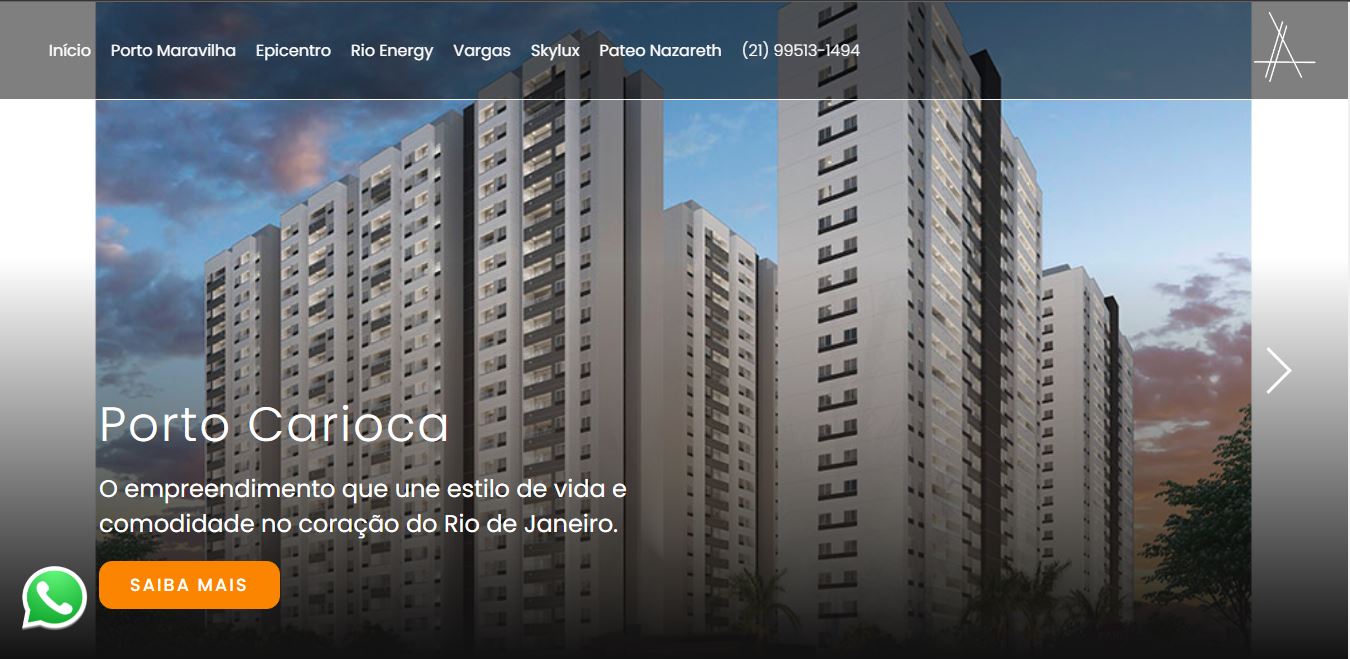 Início Porto Maravilha Epicentro Rio Energy Vargas Skylux Pateo Nazareth (21) 99513-1494
Porto Carioca
O empreendimento que une estilo de vida e
comodidade no coração do Rio de Janeiro.
SAIBA MAIS